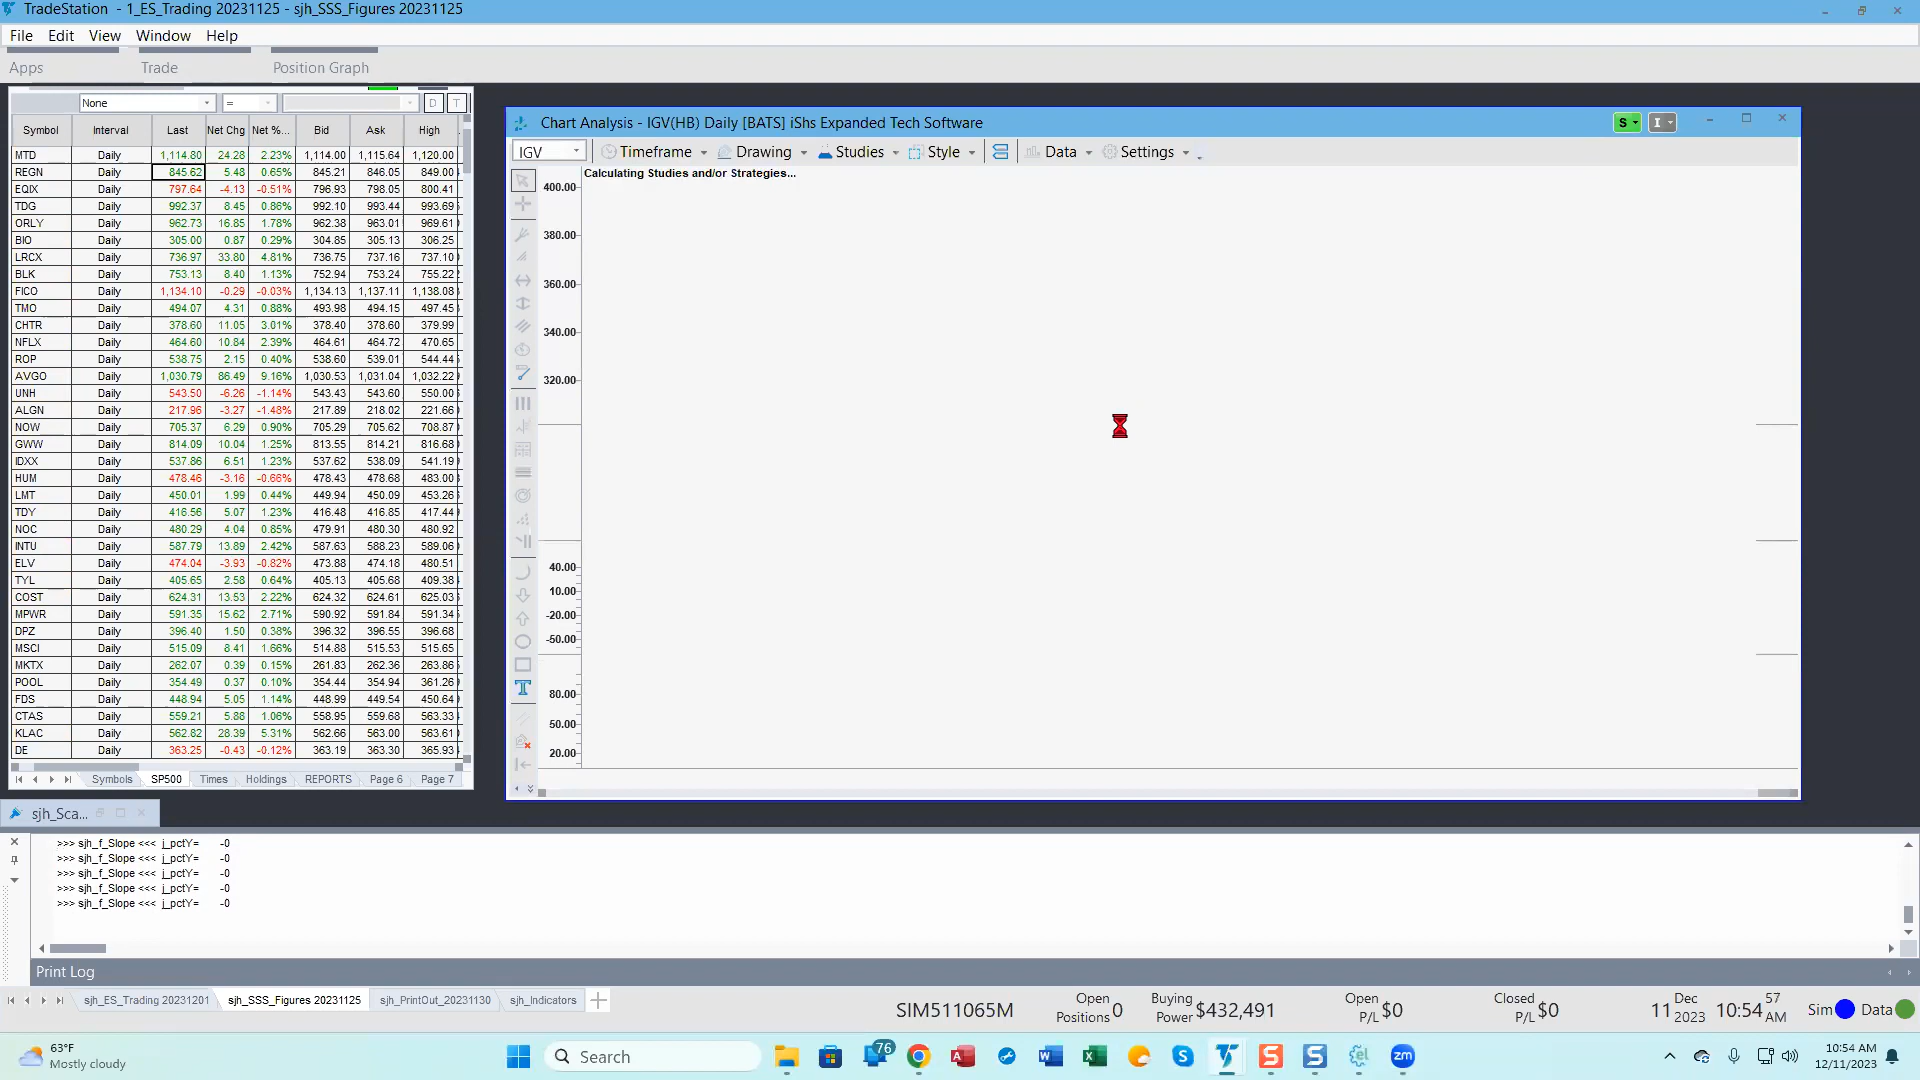 TradeStation - 1_ES_Trading 20231125 - sjh_SSS_Figures 20231125
File Edit View Window Help
Apps Trade Position Graph
None = D T
Symbol Interval Last Net Chg Net %... Bid Ask High
MTD Daily 1,114.80 24.28 2.23% 1,114.00 1,115.64 1,120.00
REGN Daily 845.62 5.48 0.65% 845.21 846.05 849.00
EQIX Daily 797.64 -4.13 -0.51% 796.93 798.05 800.41
TDG Daily 992.37 8.45 0.86% 992.10 993.44 993.69
ORLY Daily 962.73 16.85 1.78% 962.38 963.01 969.61
BIO Daily 305.00 0.87 0.29% 304.85 305.13 306.25
LRCX Daily 736.97 33.80 4.81% 736.75 737.16 737.10
BLK Daily 753.13 8.40 1.13% 752.94 753.24 755.22
FICO Daily 1,134.10 -0.29 -0.03% 1,134.13 1,137.11 1,138.08
TMO Daily 494.07 4.31 0.88% 493.98 494.15 497.45
CHTR Daily 378.60 11.05 3.01% 378.40 378.60 379.99
NFLX Daily 464.60 10.84 2.39% 464.61 464.72 470.65
ROP Daily 538.75 2.15 0.40% 538.60 539.01 544.44
AVGO Daily 1,030.79 86.49 9.16% 1,030.53 1,031.04 1,032.22
UNH Daily 543.50 -6.26 -1.14% 543.43 543.60 550.00
ALGN Daily 217.96 -3.27 -1.48% 217.89 218.02 221.66
NOW Daily 705.37 6.29 0.90% 705.29 705.62 708.87
GWW Daily 814.09 10.04 1.25% 813.55 814.21 816.68
IDXX Daily 537.86 6.51 1.23% 537.62 538.09 541.19
HUM Daily 478.46 -3.16 -0.66% 478.43 478.68 483.00
LMT Daily 450.01 1.99 0.44% 449.94 450.09 453.26
TDY Daily 416.56 5.07 1.23% 416.48 416.85 417.44
NOC Daily 480.29 4.04 0.85% 479.91 480.30 480.92
INTU Daily 587.79 13.89 2.42% 587.63 588.23 589.06
ELV Daily 474.04 -3.93 -0.82% 473.88 474.18 480.51
TYL Daily 405.65 2.58 0.64% 405.13 405.68 409.38
COST Daily 624.31 13.53 2.22% 624.32 624.61 625.03
MPWR Daily 591.35 15.62 2.71% 590.92 591.84 591.34
DPZ Daily 396.40 1.50 0.38% 396.32 396.55 396.68
MSCI Daily 515.09 8.41 1.66% 514.88 515.53 515.65
MKTX Daily 262.07 0.39 0.15% 261.83 262.36 263.86
POOL Daily 354.49 0.37 0.10% 354.44 354.94 361.26
FDS Daily 448.94 5.05 1.14% 448.99 449.54 450.64
CTAS Daily 559.21 5.88 1.06% 558.95 559.68 563.33
KLAC Daily 562.82 28.39 5.31% 562.66 563.00 563.61
DE Daily 363.25 -0.43 -0.12% 363.19 363.30 365.93
Symbols SP500 Times Holdings REPORTS Page 6 Page 7
Chart Analysis - IGV(HB) Daily [BATS] iShs Expanded Tech Software
S I
IGV Timeframe Drawing Studies Style Data Settings
Calculating Studies and/or Strategies...
400.00
380.00
360.00
340.00
320.00
40.00
10.00
-20.00
-50.00
80.00
50.00
20.00
sjh_Sca...
>>> sjh_f_Slope <<< j_pctY= -0
>>> sjh_f_Slope <<< j_pctY= -0
>>> sjh_f_Slope <<< j_pctY= -0
>>> sjh_f_Slope <<< j_pctY= -0
>>> sjh_f_Slope <<< j_pctY= -0
Print Log
sjh_ES_Trading 20231201 sjh_SSS_Figures 20231125 sjh_PrintOut_20231130 sjh_Indicators
SIM511065M Open Positions 0 Buying Power $432,491 Open P/L $0 Closed P/L $0 11 Dec 2023 10:54 57 AM Sim Data
63°F
Mostly cloudy
Search
76
zm
10:54 AM
12/11/2023